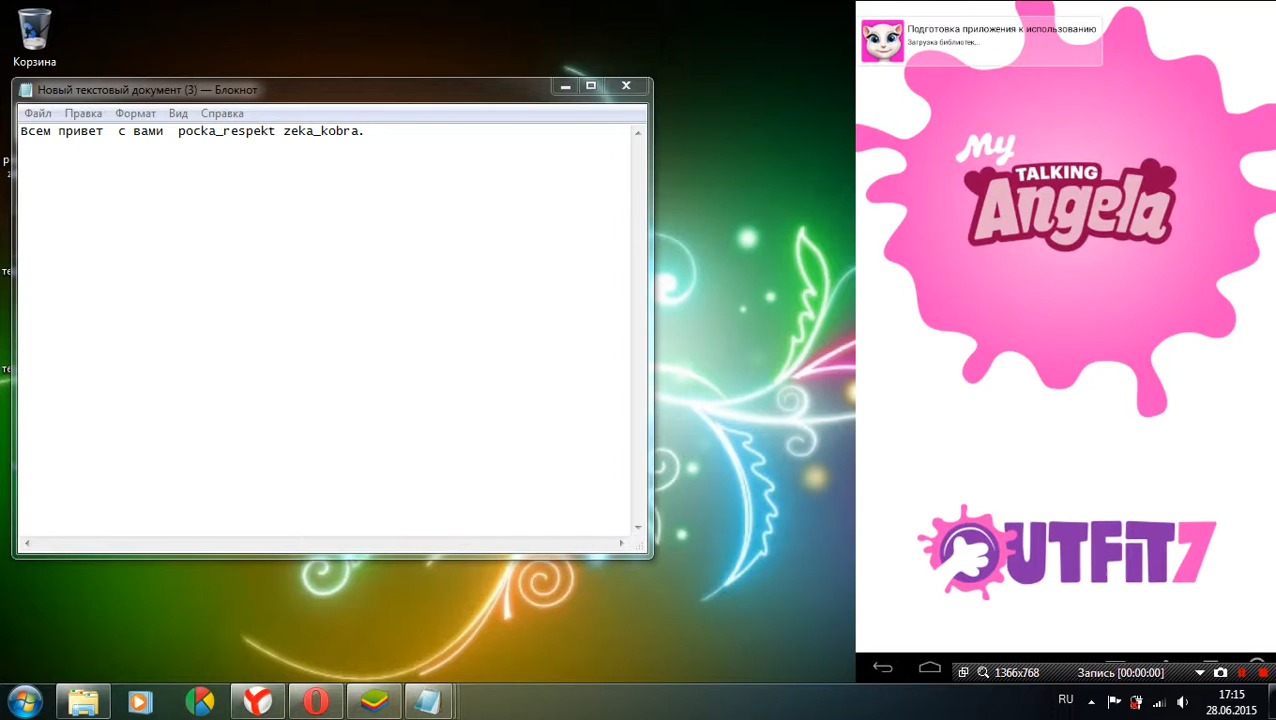 Корзина
Новый текстовый документ (3) — Блокнот
Файл Правка Формат Вид Справка
Всем привет с вами pocka_respekt zeka_kobra.
Подготовка приложения к использованию
Загрузка библиотек...
My
TALKING
Angela
OUTFIT7
1366x768 Запись [00:00:00]
RU
17:15
28.06.2015